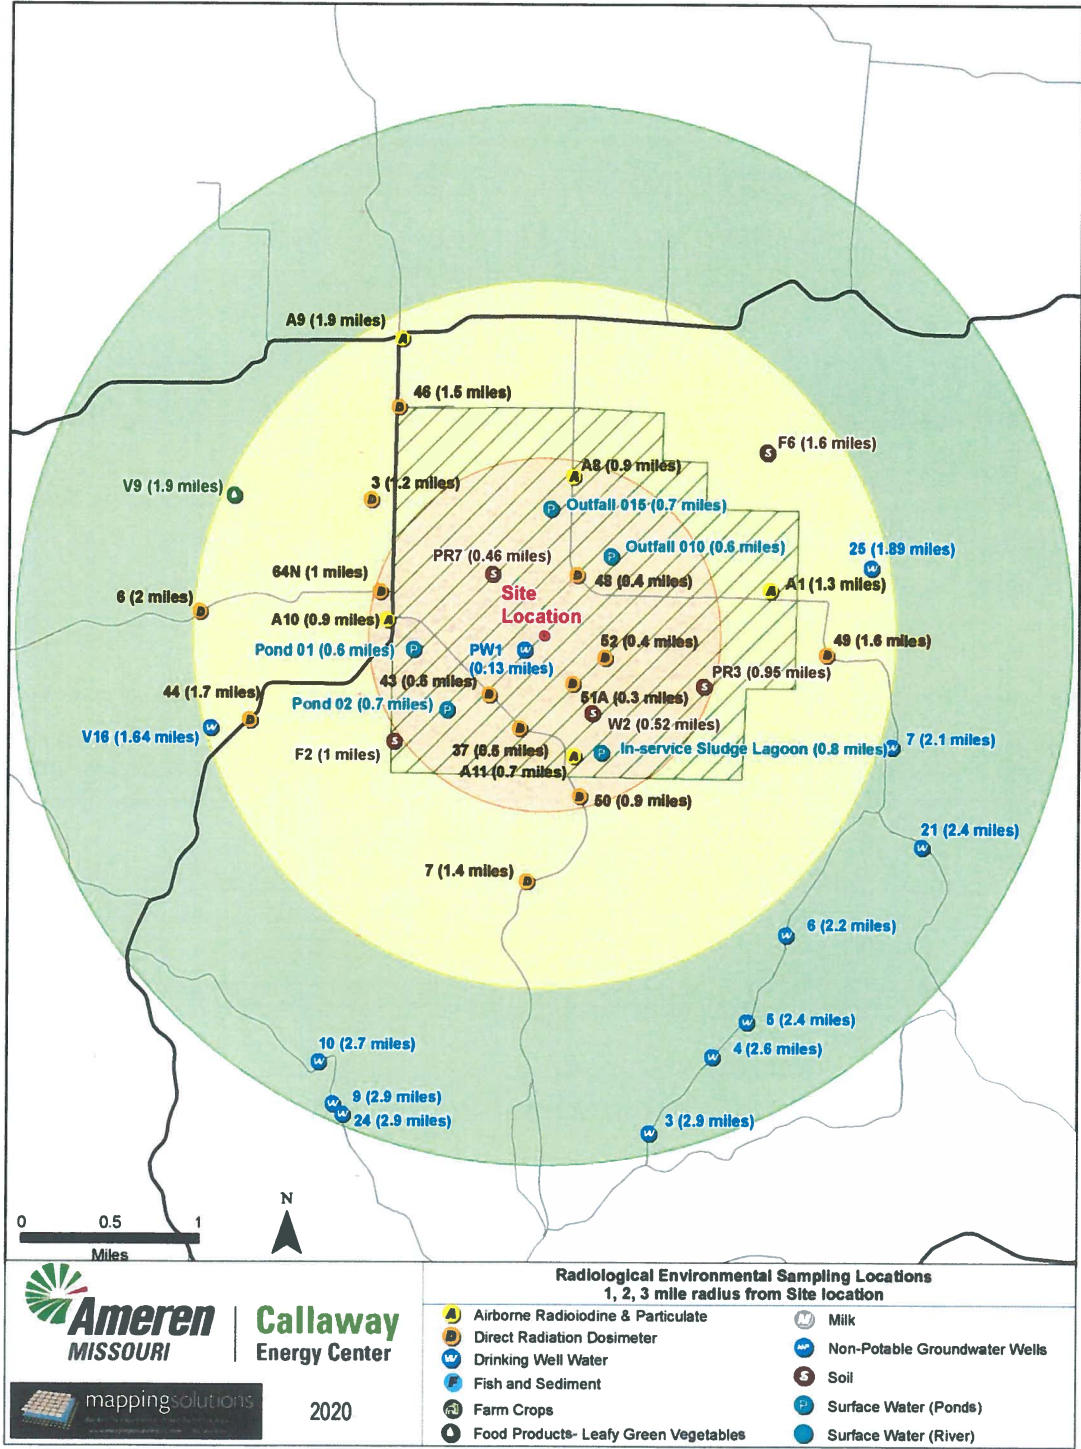 A9 (1.9 miles)
46 (1.5 miles)
F6 (1.6 miles)
A8 (0.9 miles)
V9 (1.9 miles)
3 (1.2 miles)
Outfall 015 (0.7 miles)
Outfall 010 (0.6 miles)
25 (1.89 miles)
PR7 (0.46 miles)
64N (1 miles)
48 (0.4 miles)
A1 (1.3 miles)
6 (2 miles)
Site
Location
A10 (0.9 miles)
Pond 01 (0.6 miles)
PW1
(0.13 miles)
52 (0.4 miles)
49 (1.6 miles)
PR3 (0.95 miles)
43 (0.6 miles)
44 (1.7 miles)
51A (0.3 miles)
Pond 02 (0.7 miles)
W2 (0.52 miles)
V16 (1.64 miles)
F2 (1 miles)
37 (0.5 miles)
In-service Sludge Lagoon (0.8 miles)
7 (2.1 miles)
A11 (0.7 miles)
50 (0.9 miles)
21 (2.4 miles)
7 (1.4 miles)
6 (2.2 miles)
5 (2.4 miles)
10 (2.7 miles)
4 (2.6 miles)
9 (2.9 miles)
24 (2.9 miles)
3 (2.9 miles)
N
0 0.5 1
Miles
Ameren
MISSOURI
Callaway
Energy Center
mappingsolutions
2020
Radiological Environmental Sampling Locations
1, 2, 3 mile radius from Site location
A Airborne Radioiodine & Particulate
D Direct Radiation Dosimeter
W Drinking Well Water
F Fish and Sediment
Farm Crops
Food Products- Leafy Green Vegetables
Milk
Non-Potable Groundwater Wells
S Soil
P Surface Water (Ponds)
Surface Water (River)